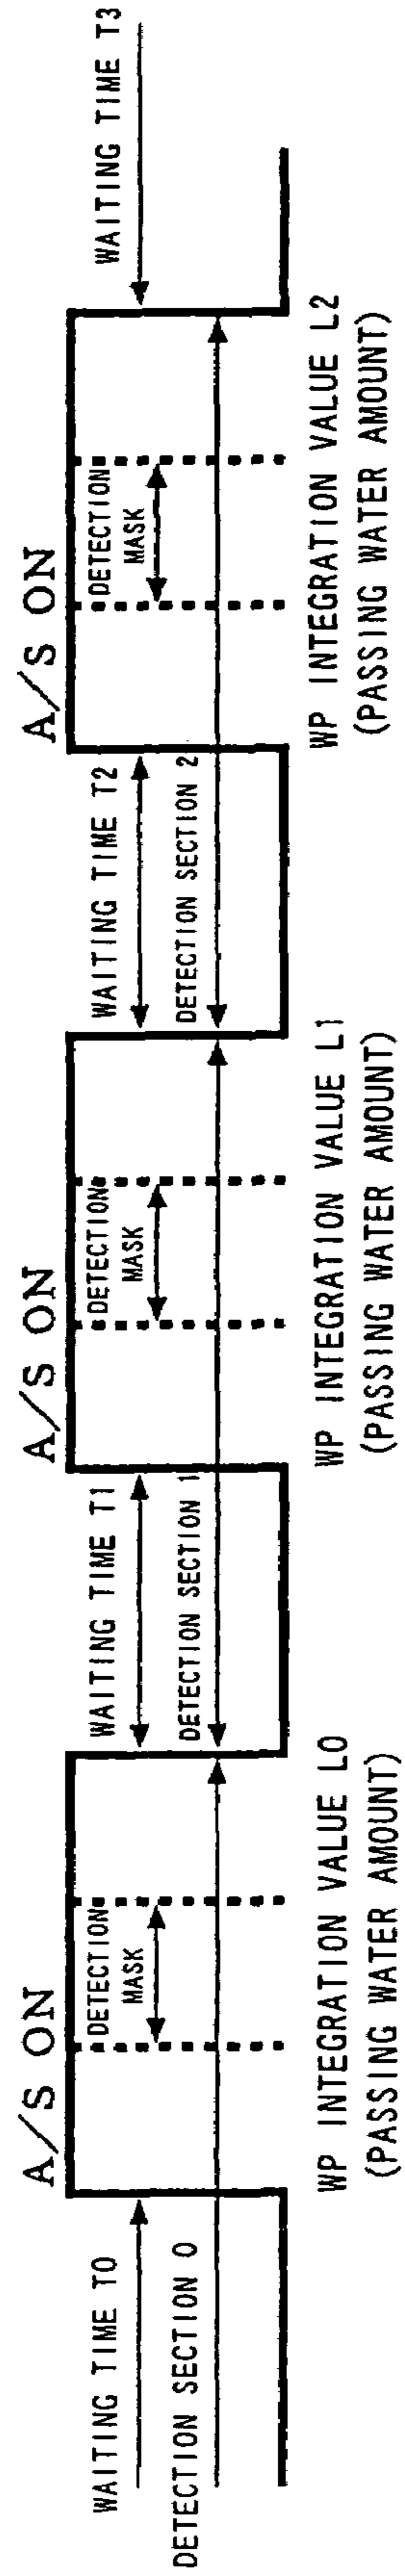 A/S ON
A/S ON
A/S ON
WAITING TIME T0
WAITING TIME T1
WAITING TIME T2
WAITING TIME T3
DETECTION
MASK
DETECTION
MASK
DETECTION
MASK
DETECTION SECTION 0
DETECTION SECTION 1
DETECTION SECTION 2
WP INTEGRATION VALUE L0
(PASSING WATER AMOUNT)
WP INTEGRATION VALUE L1
(PASSING WATER AMOUNT)
WP INTEGRATION VALUE L2
(PASSING WATER AMOUNT)